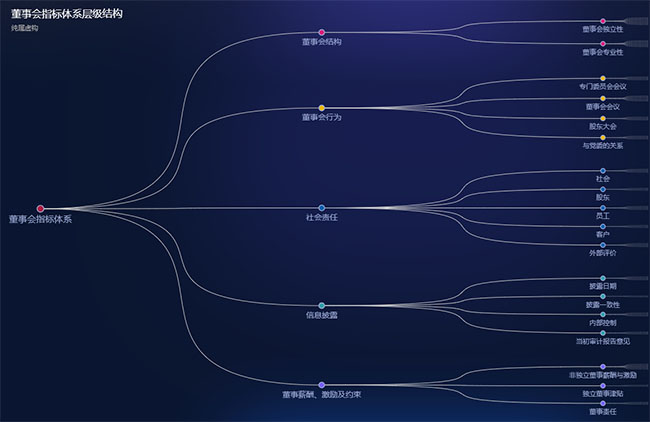 董事会指标体系层级结构
纯属虚构
董事会指标体系
董事会结构
董事会独立性
董事会专业性
董事会行为
专门委员会会议
董事会会议
股东大会
与党委的关系
社会责任
社会
股东
员工
客户
外部评价
信息披露
披露日期
披露一致性
内部控制
当初审计报告意见
董事薪酬、激励及约束
非独立董事薪酬与激励
独立董事津贴
董事责任